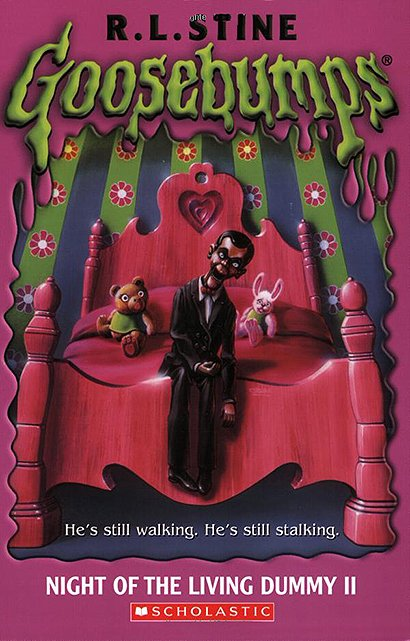 R.L.STINE
Goosebumps®
He's still walking. He's still stalking.
NIGHT OF THE LIVING DUMMY II
SCHOLASTIC